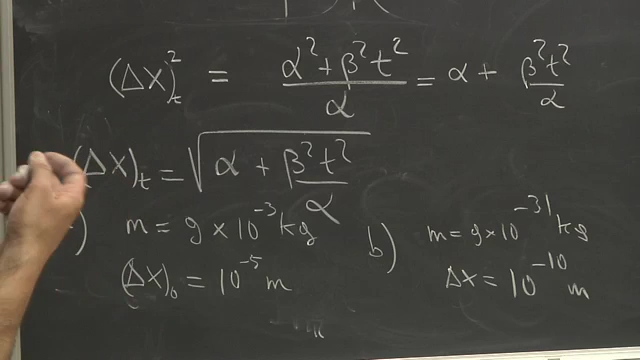 (ΔX)²_t = (α² + β²t²)/α = α + β²t²/α
(ΔX)_t = √(α + β²t²/α)
) m = 9 × 10⁻³ kg
(ΔX)₀ = 10⁻⁵ m
b) m = 9 × 10⁻³¹ kg
ΔX = 10⁻¹⁰ m